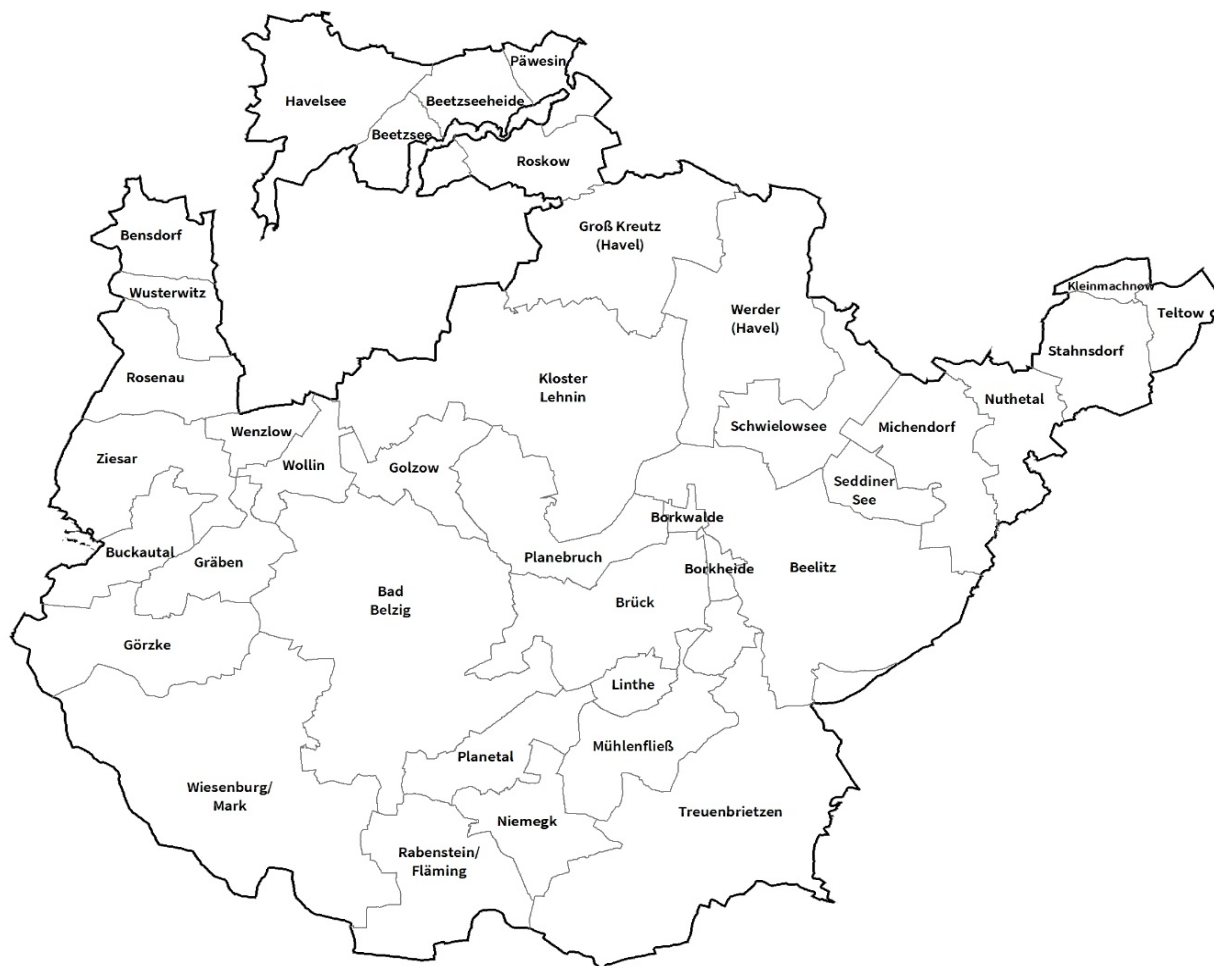 Päwesin
Havelsee
Beetzseeheide
Beetzsee
Roskow
Groß Kreutz
(Havel)
Bensdorf
Wusterwitz
Kleinmachnow
Teltow
Werder
(Havel)
Stahnsdorf
Rosenau
Kloster
Lehnin
Nuthetal
Wenzlow
Schwielowsee
Michendorf
Ziesar
Wollin
Golzow
Seddiner
See
Borkwalde
Buckautal
Gräben
Planebruch
Borkheide
Beelitz
Bad
Belzig
Brück
Görzke
Linthe
Mühlenfließ
Planetal
Wiesenburg/
Mark
Niemegk
Treuenbrietzen
Rabenstein/
Fläming